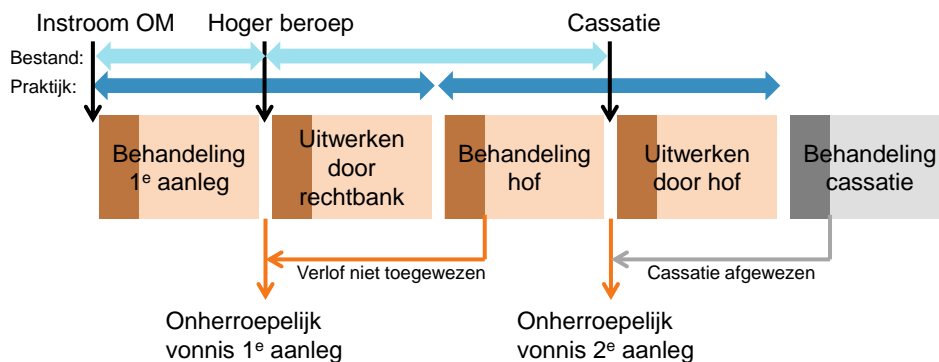 Instroom OM
Hoger beroep
Cassatie
Bestand:
Praktijk:
Behandeling
1e aanleg
Uitwerken
door
rechtbank
Behandeling
hof
Uitwerken
door hof
Behandeling
cassatie
Verlof niet toegewezen
Cassatie afgewezen
Onherroepelijk
vonnis 1e aanleg
Onherroepelijk
vonnis 2e aanleg